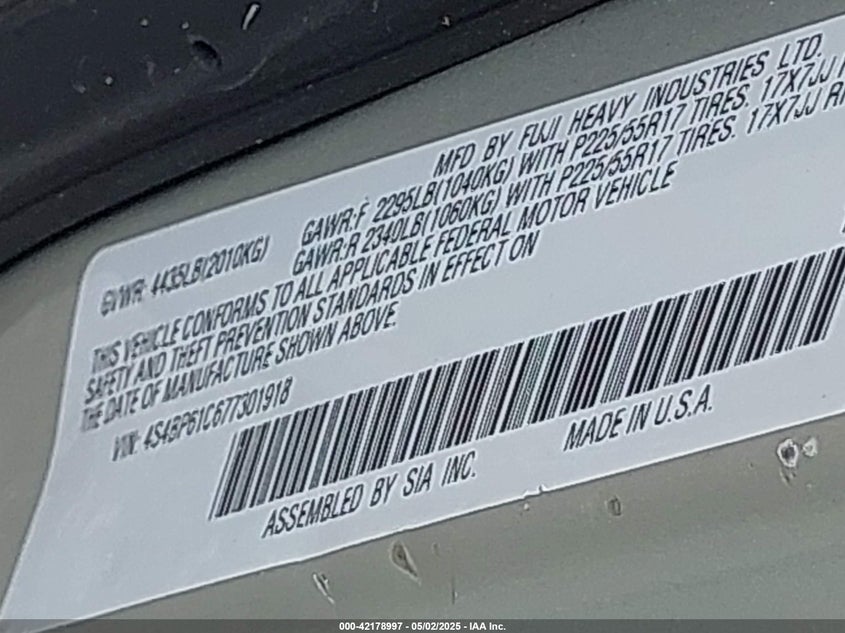 MFD BY FUJI HEAVY INDUSTRIES LTD.
GVWR: 4435LB(2010KG) GAWR:F 2295LB(1040KG) WITH P225/55R17 TIRES. 17X7JJ
GAWR:R 2340LB(1060KG) WITH P225/55R17 TIRES. 17X7JJ
THIS VEHICLE CONFORMS TO ALL APPLICABLE FEDERAL MOTOR VEHICLE
SAFETY AND THEFT PREVENTION STANDARDS IN EFFECT ON
THE DATE OF MANUFACTURE SHOWN ABOVE.
VIN: 4S4BP61C677301918
ASSEMBLED BY SIA INC. MADE IN U.S.A.
000-42178997 - 05/02/2025 - IAA Inc.